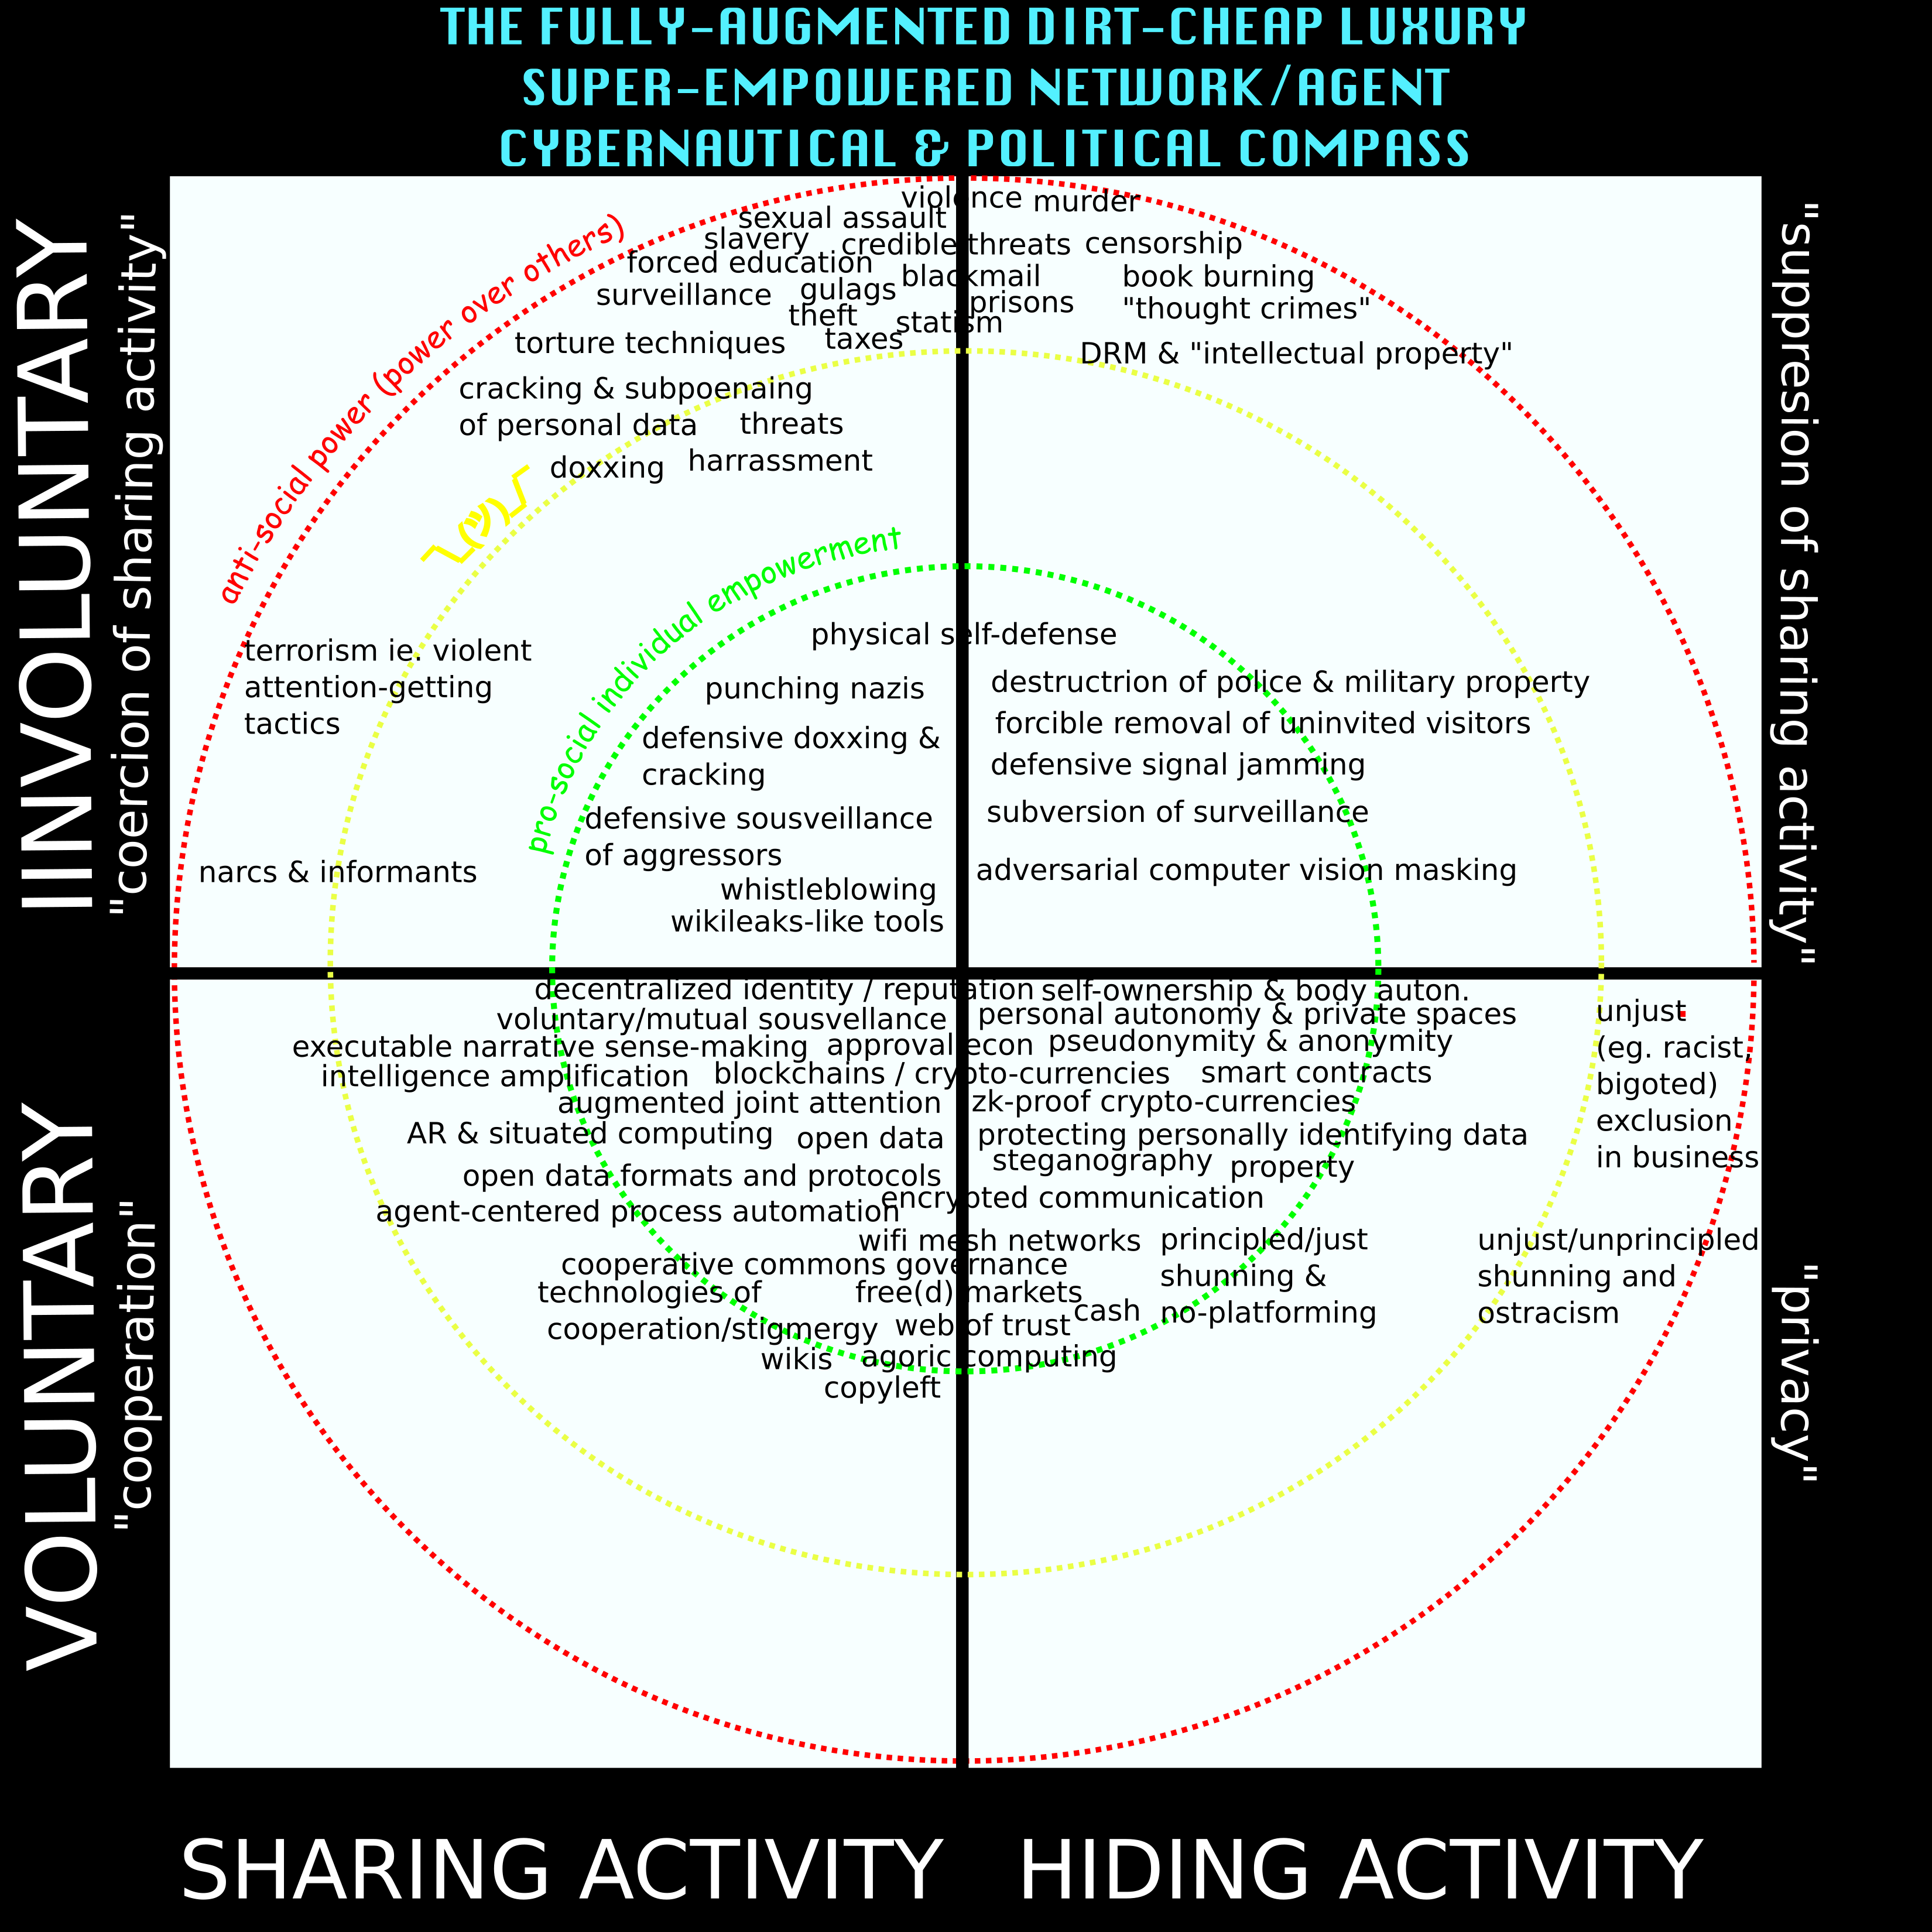 THE FULLY-AUGMENTED DIRT-CHEAP LUXURY
SUPER-EMPOWERED NETWORK/AGENT
CYBERNAUTICAL & POLITICAL COMPASS
IIINVOLUNTARY
"coercion of sharing activity"
VOLUNTARY
"cooperation"
"suppresion of sharing activity"
"privacy"
anti-social power (power over others)
¯\_(ツ)_/¯
pro-social individual empowerment
violence
murder
sexual assault
slavery
credible threats
censorship
forced education
blackmail
book burning
surveillance
gulags
prisons
"thought crimes"
theft
statism
torture techniques
taxes
DRM & "intellectual property"
cracking & subpoenaing
of personal data
threats
doxxing
harrassment
physical self-defense
terrorism ie. violent
attention-getting
tactics
punching nazis
destructrion of police & military property
forcible removal of uninvited visitors
defensive doxxing &
cracking
defensive signal jamming
defensive sousveillance
of aggressors
subversion of surveillance
narcs & informants
whistleblowing
adversarial computer vision masking
wikileaks-like tools
decentralized identity / reputation
self-ownership & body auton.
voluntary/mutual sousvellance
personal autonomy & private spaces
unjust
(eg. racist,
bigoted)
exclusion
in business
executable narrative sense-making
approval econ
pseudonymity & anonymity
intelligence amplification
blockchains / crypto-currencies
smart contracts
augmented joint attention
zk-proof crypto-currencies
AR & situated computing
open data
protecting personally identifying data
steganography
property
open data formats and protocols
encrypted communication
agent-centered process automation
wifi mesh networks
principled/just
shunning &
no-platforming
unjust/unprincipled
shunning and
ostracism
cooperative commons governance
technologies of
cooperation/stigmergy
free(d) markets
cash
web of trust
wikis
agoric computing
copyleft
SHARING ACTIVITY
HIDING ACTIVITY